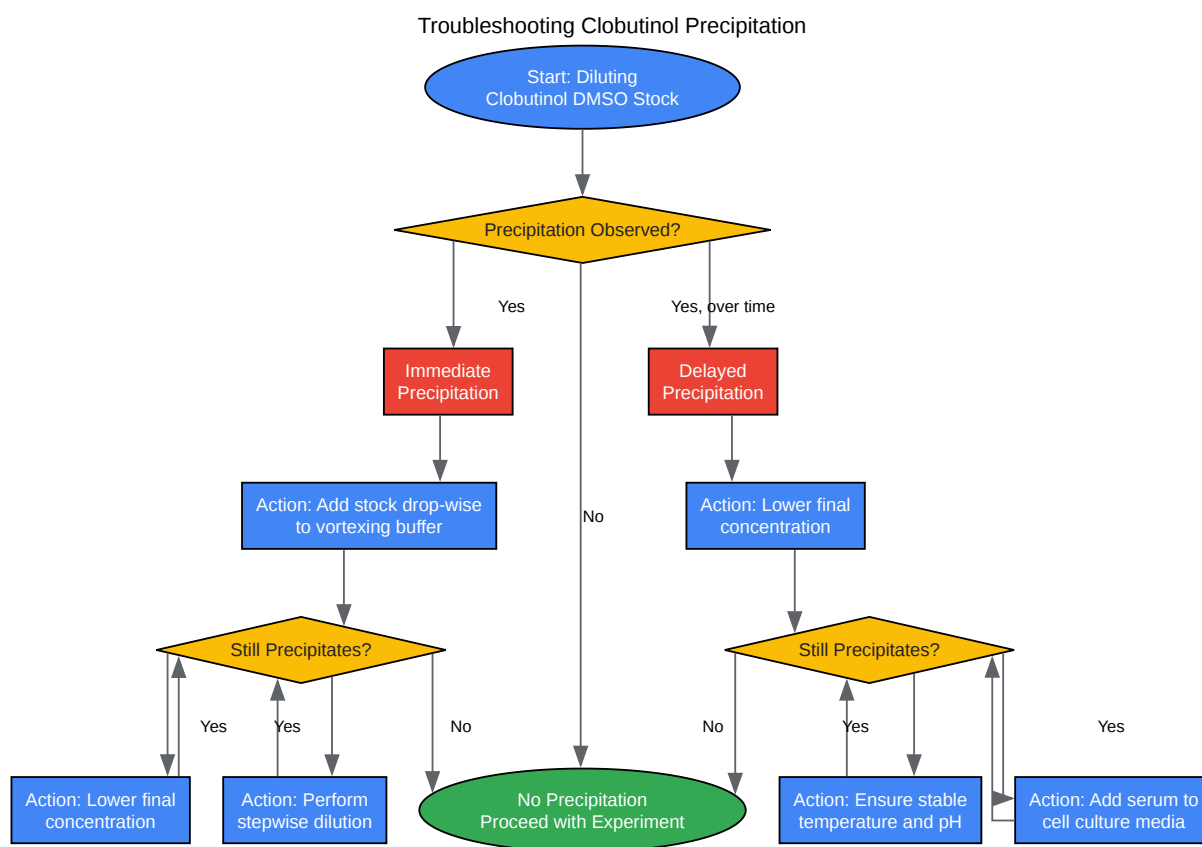 Troubleshooting Clobutinol Precipitation
Start: Diluting
Clobutinol DMSO Stock
Precipitation Observed?
Yes
Yes, over time
Immediate
Precipitation
Delayed
Precipitation
Action: Add stock drop-wise
to vortexing buffer
No
Action: Lower final
concentration
Still Precipitates?
Still Precipitates?
Yes
Yes
No
No
Yes
Yes
Action: Lower final
concentration
Action: Perform
stepwise dilution
No Precipitation
Proceed with Experiment
Action: Ensure stable
temperature and pH
Action: Add serum to
cell culture media